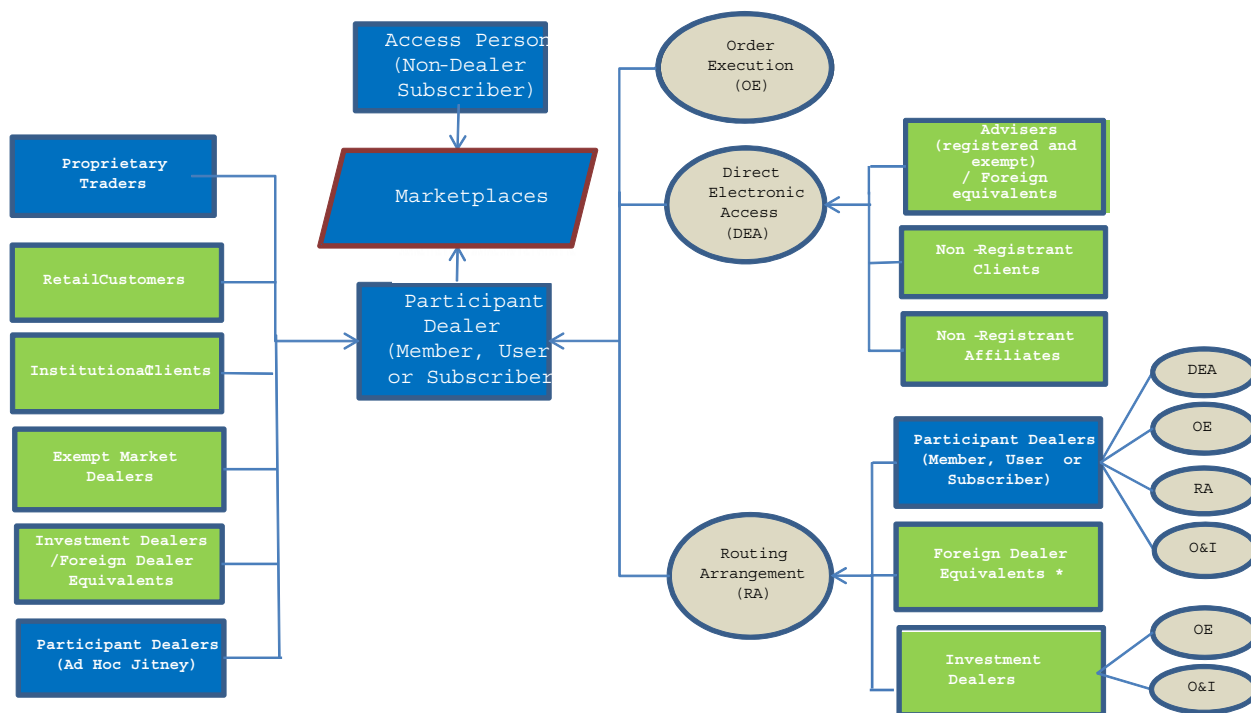 Access Person
(Non-Dealer
Subscriber)
Marketplaces
Participant
Dealer
(Member, User
or Subscriber
Proprietary
Traders
RetailCustomers
InstitutionalClients
Exempt Market
Dealers
Investment Dealers
/Foreign Dealer
Equivalents
Participant Dealers
(Ad Hoc Jitney)
Order
Execution
(OE)
Direct
Electronic
Access
(DEA)
Routing
Arrangement
(RA)
Advisers
(registered and
exempt)
/ Foreign
equivalents
Non -Registrant
Clients
Non -Registrant
Affiliates
Participant Dealers
(Member, User or
Subscriber)
Foreign Dealer
Equivalents *
Investment
Dealers
DEA
OE
RA
O&I
OE
O&I